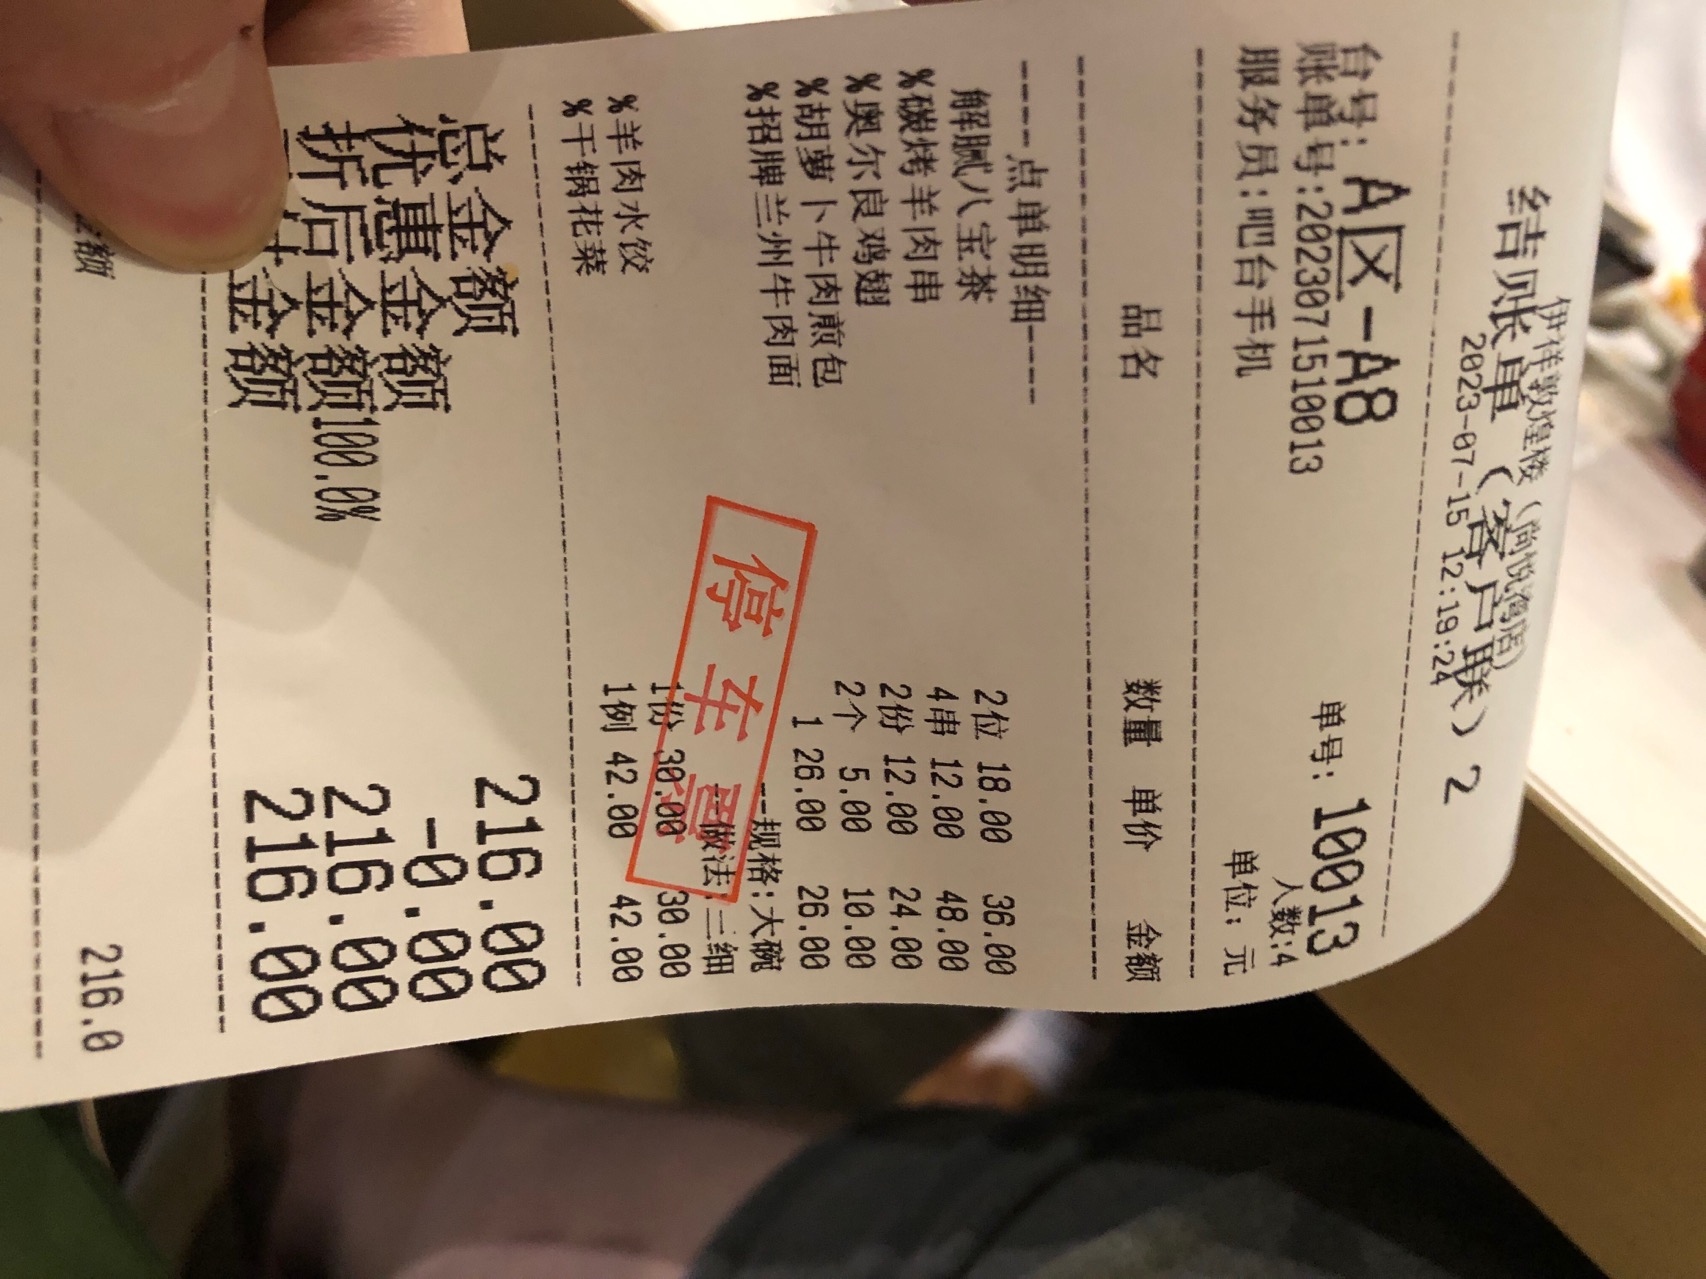 伊祥敦煌楼（尚悦湾店）
结账单（客户联）2
2023-07-15 12:19:24
台号: A区-A8 单号: 10013
账单号:2023071510013 人数:4
服务员:吧台手机 单位: 元
品名 数量 单价 金额
----点单明细----
解腻八宝茶 2位 18.00 36.00
%碳烤羊肉串 4串 12.00 48.00
%奥尔良鸡翅 2份 12.00 24.00
%胡萝卜牛肉煎包 2个 5.00 10.00
%招牌兰州牛肉面 1 26.00 26.00
--规格:大碗
--做法:三细
%羊肉水饺 1份 30.00 30.00
%干锅花菜 1例 42.00 42.00
停车
总金额 216.00
优惠金额 -0.00
折后金额100.0% 216.00
金额 216.00
额 216.0